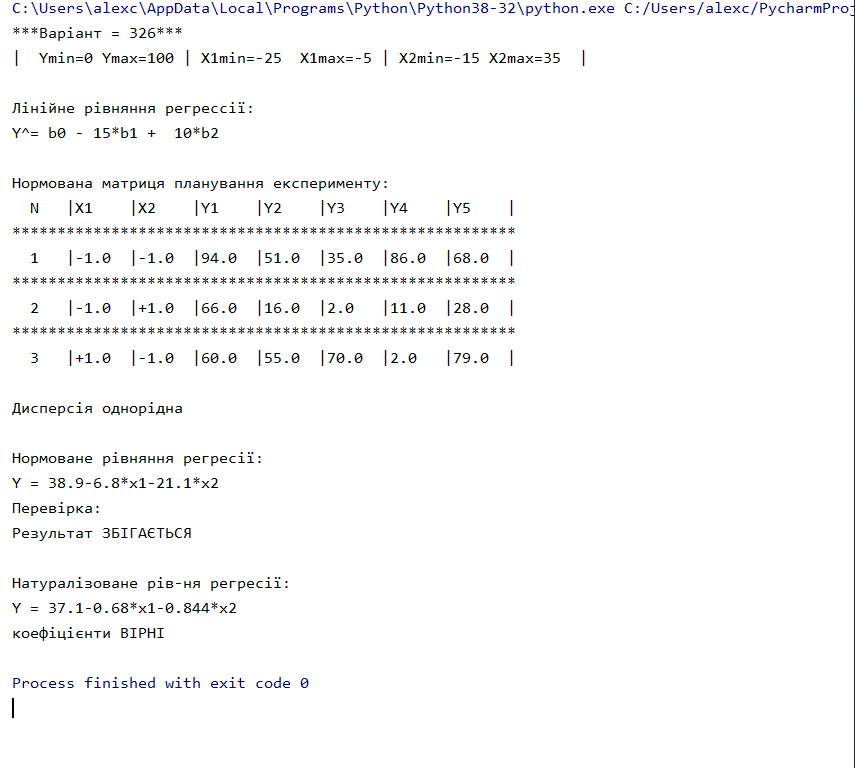 C:\Users\alexc\AppData\Local\Programs\Python\Python38-32\python.exe C:/Users/alexc/PycharmProj
***Варіант = 326***
|  Ymin=0 Ymax=100 | X1min=-25  X1max=-5 | X2min=-15 X2max=35  |
Лінійне рівняння регрессії:
Y^= b0 - 15*b1 +  10*b2
Нормована матриця планування експерименту:
  N   |X1    |X2    |Y1    |Y2    |Y3    |Y4    |Y5    |
********************************************************
  1   |-1.0  |-1.0  |94.0  |51.0  |35.0  |86.0  |68.0  |
********************************************************
  2   |-1.0  |+1.0  |66.0  |16.0  |2.0   |11.0  |28.0  |
********************************************************
  3   |+1.0  |-1.0  |60.0  |55.0  |70.0  |2.0   |79.0  |
Дисперсія однорідна
Нормоване рівняння регресії:
Y = 38.9-6.8*x1-21.1*x2
Перевірка:
Результат ЗБІГАЄТЬСЯ
Натуралізоване рів-ня регресії:
Y = 37.1-0.68*x1-0.844*x2
коефіцієнти ВІРНІ
Process finished with exit code 0